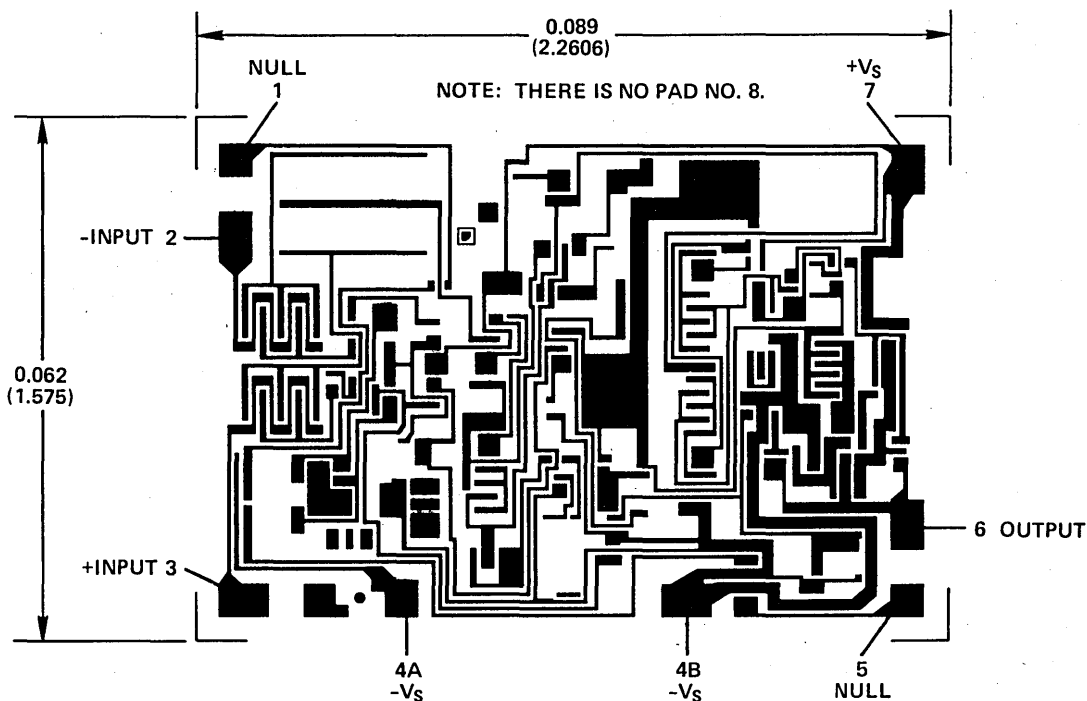 0.089
(2.2606)
NULL
1
NOTE: THERE IS NO PAD NO. 8.
+VS
7
-INPUT 2
0.062
(1.575)
6 OUTPUT
+INPUT 3
4A
-VS
4B
-VS
5
NULL